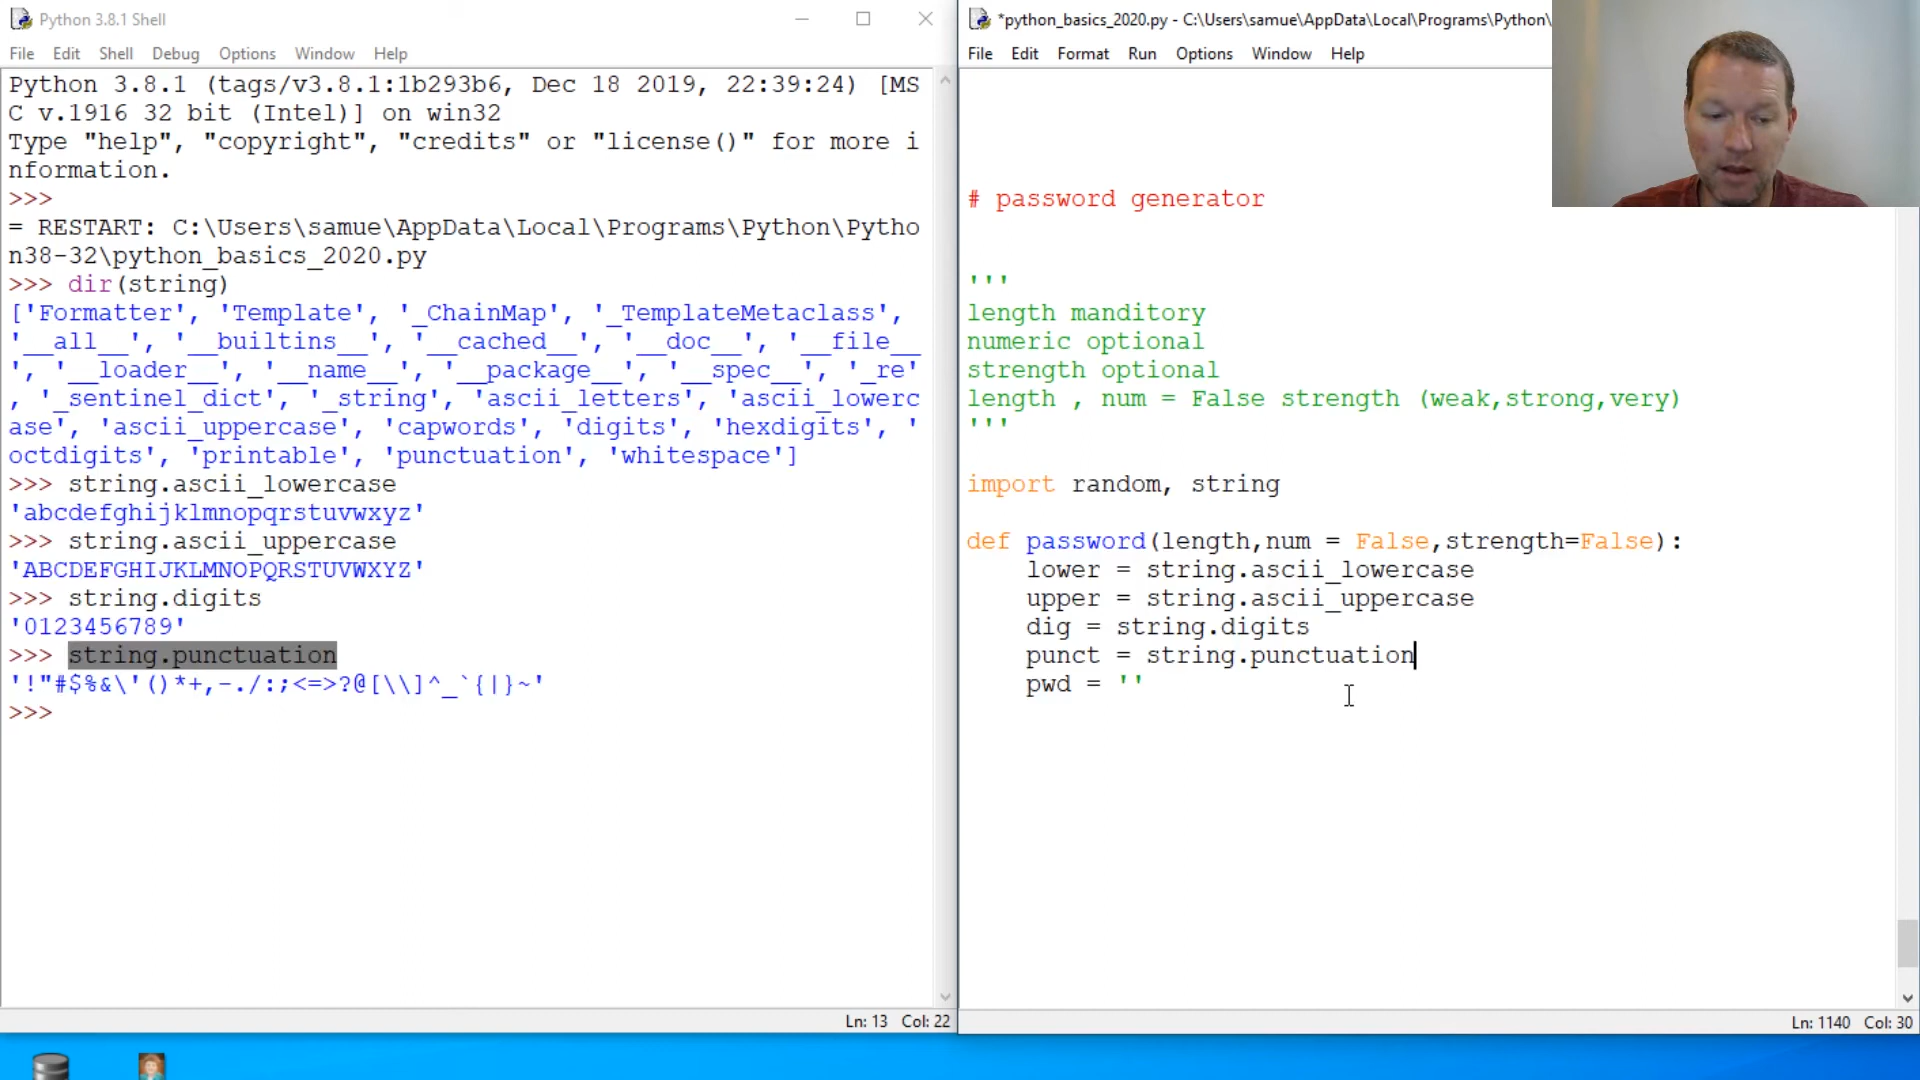 Python 3.8.1 Shell
File Edit Shell Debug Options Window Help
Python 3.8.1 (tags/v3.8.1:1b293b6, Dec 18 2019, 22:39:24) [MS
C v.1916 32 bit (Intel)] on win32
Type "help", "copyright", "credits" or "license()" for more i
nformation.
>>>
= RESTART: C:\Users\samue\AppData\Local\Programs\Python\Pytho
n38-32\python_basics_2020.py
>>> dir(string)
['Formatter', 'Template', '_ChainMap', '_TemplateMetaclass',
'__all__', '__builtins__', '__cached__', '__doc__', '__file__
', '__loader__', '__name__', '__package__', '__spec__', '_re'
, '_sentinel_dict', '_string', 'ascii_letters', 'ascii_lowerc
ase', 'ascii_uppercase', 'capwords', 'digits', 'hexdigits', '
octdigits', 'printable', 'punctuation', 'whitespace']
>>> string.ascii_lowercase
'abcdefghijklmnopqrstuvwxyz'
>>> string.ascii_uppercase
'ABCDEFGHIJKLMNOPQRSTUVWXYZ'
>>> string.digits
'0123456789'
>>> string.punctuation
'!"#$%&\'()*+,-./:;<=>?@[\\]^_`{|}~'
>>>
Ln: 13 Col: 22
*python_basics_2020.py - C:\Users\samue\AppData\Local\Programs\Python\
File Edit Format Run Options Window Help
# password generator
'''
length manditory
numeric optional
strength optional
length , num = False strength (weak,strong,very)
'''
import random, string
def password(length,num = False,strength=False):
lower = string.ascii_lowercase
upper = string.ascii_uppercase
dig = string.digits
punct = string.punctuation
pwd = ''
Ln: 1140 Col: 30